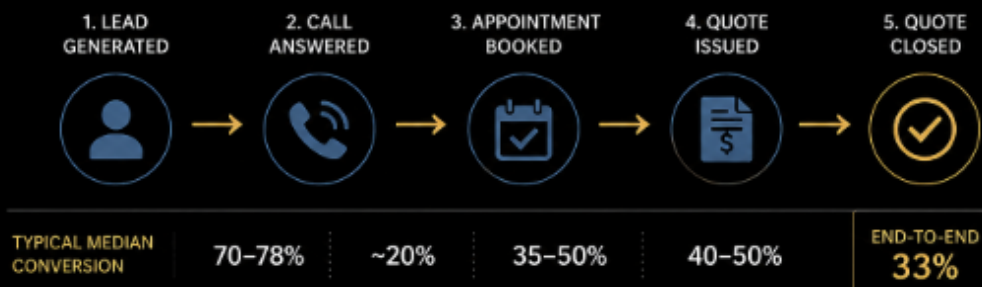 1. LEAD
GENERATED
2. CALL
ANSWERED
3. APPOINTMENT
BOOKED
4. QUOTE
ISSUED
5. QUOTE
CLOSED
$
TYPICAL MEDIAN
CONVERSION
70–78%
~20%
35–50%
40–50%
END-TO-END
33%